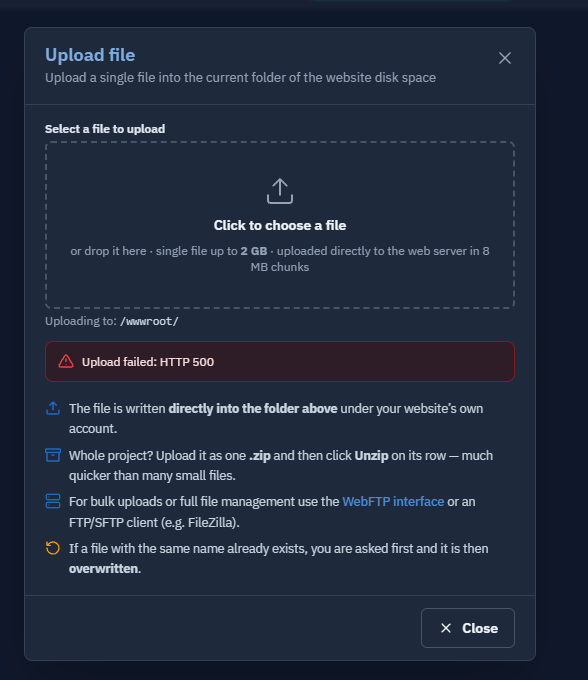 Upload file
Upload a single file into the current folder of the website disk space
Select a file to upload
Click to choose a file
or drop it here · single file up to 2 GB · uploaded directly to the web server in 8
MB chunks
Uploading to: /wwwroot/
Upload failed: HTTP 500
The file is written directly into the folder above under your website's own
account.
Whole project? Upload it as one .zip and then click Unzip on its row — much
quicker than many small files.
For bulk uploads or full file management use the WebFTP interface or an
FTP/SFTP client (e.g. FileZilla).
If a file with the same name already exists, you are asked first and it is then
overwritten.
Close